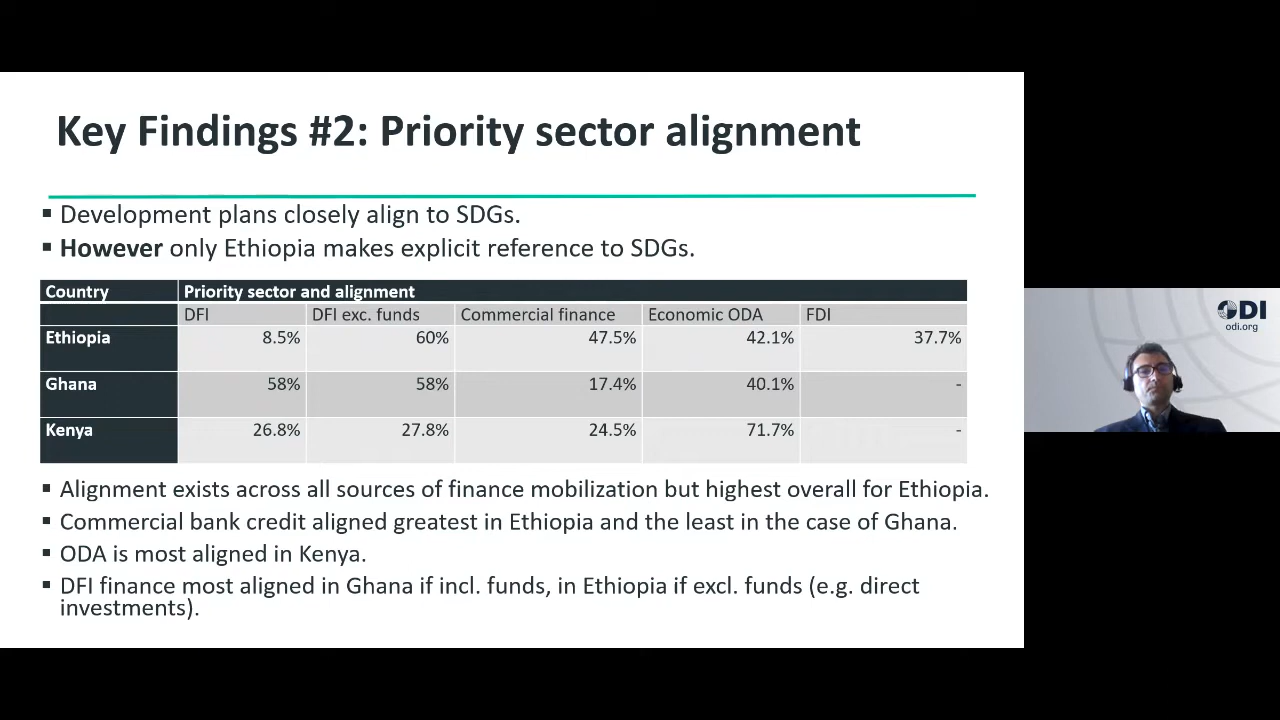 Key Findings #2: Priority sector alignment
▪ Development plans closely align to SDGs.
▪ However only Ethiopia makes explicit reference to SDGs.
Country Priority sector and alignment
DFI DFI exc. funds Commercial finance Economic ODA FDI
Ethiopia 8.5% 60% 47.5% 42.1% 37.7%
Ghana 58% 58% 17.4% 40.1% -
Kenya 26.8% 27.8% 24.5% 71.7% -
▪ Alignment exists across all sources of finance mobilization but highest overall for Ethiopia.
▪ Commercial bank credit aligned greatest in Ethiopia and the least in the case of Ghana.
▪ ODA is most aligned in Kenya.
▪ DFI finance most aligned in Ghana if incl. funds, in Ethiopia if excl. funds (e.g. direct
investments).
ODI
odi.org